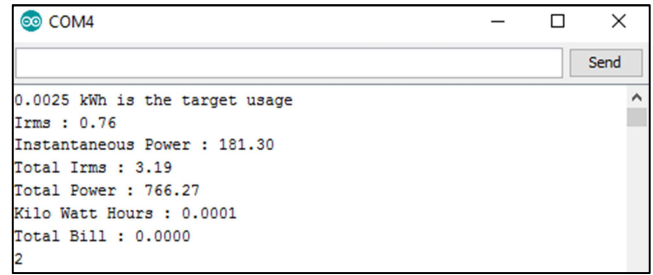 COM4
Send
0.0025 kWh is the target usage
Irms : 0.76
Instantaneous Power : 181.30
Total Irms : 3.19
Total Power : 766.27
Kilo Watt Hours : 0.0001
Total Bill : 0.0000
2